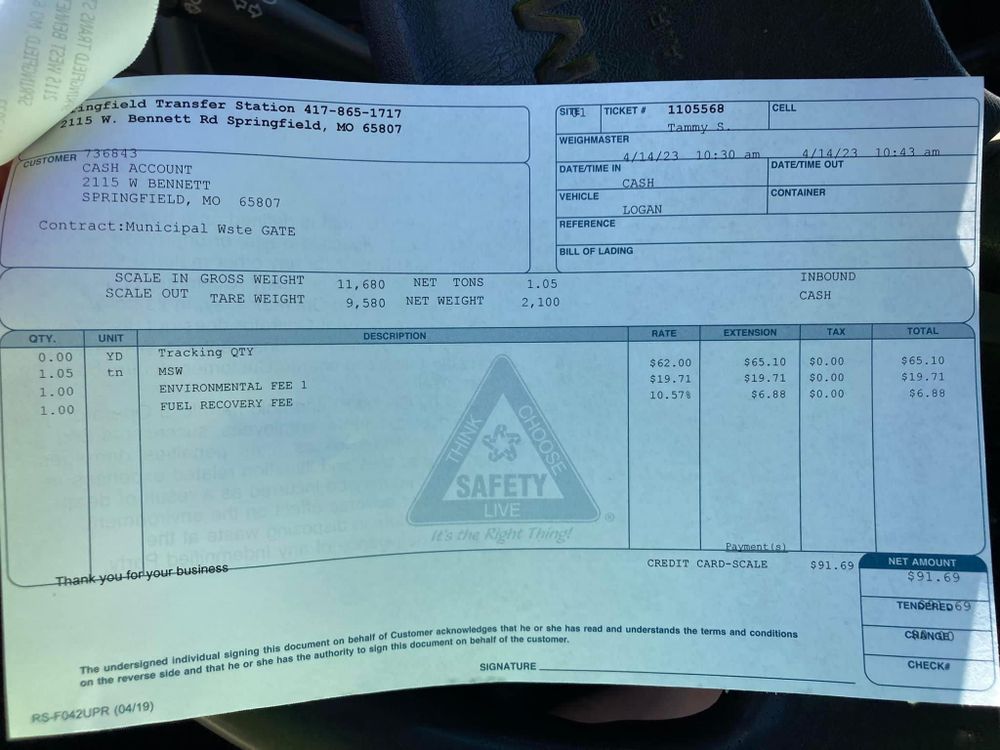 ingfield Transfer Station 417-865-1717
2115 W. Bennett Rd Springfield, MO 65807
CUSTOMER 736843
CASH ACCOUNT
2115 W BENNETT
SPRINGFIELD, MO 65807
Contract:Municipal Wste GATE
SITE 01 TICKET # 1105568 CELL
Tammy S.
WEIGHMASTER
4/14/23 10:30 am 4/14/23 10:43 am
DATE/TIME IN DATE/TIME OUT
CASH
VEHICLE CONTAINER
LOGAN
REFERENCE
BILL OF LADING
SCALE IN GROSS WEIGHT 11,680 NET TONS 1.05 INBOUND
SCALE OUT TARE WEIGHT 9,580 NET WEIGHT 2,100 CASH
QTY. UNIT DESCRIPTION RATE EXTENSION TAX TOTAL
0.00 YD Tracking QTY
1.05 tn MSW $62.00 $65.10 $0.00 $65.10
1.00 ENVIRONMENTAL FEE 1 $19.71 $19.71 $0.00 $19.71
1.00 FUEL RECOVERY FEE 10.57% $6.88 $0.00 $6.88
THINK CHOOSE
SAFETY
LIVE
®
It's the Right Thing!
Payment(s)
CREDIT CARD-SCALE $91.69
NET AMOUNT
$91.69
TENDERED
CHANGE
CHECK#
Thank you for your business
The undersigned individual signing this document on behalf of Customer acknowledges that he or she has read and understands the terms and conditions
on the reverse side and that he or she has the authority to sign this document on behalf of the customer.
SIGNATURE
RS-F042UPR (04/19)